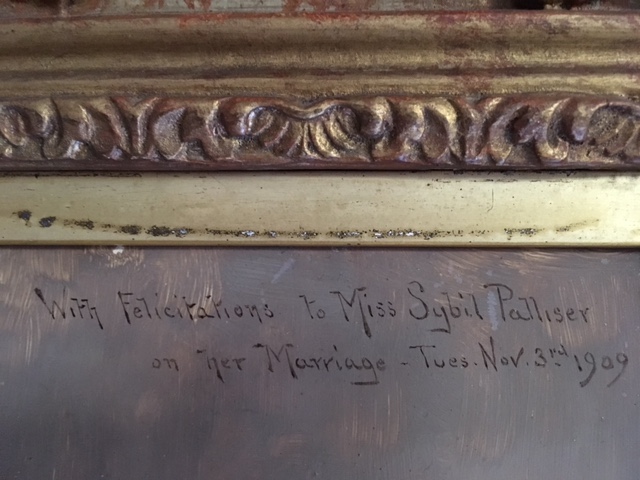 With Felicitations to Miss Sybil Palliser
on her Marriage - Tues. Nov. 3rd 1909